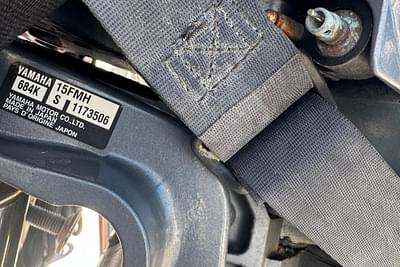 YAMAHA 15FMH
684K S 1173506
YAMAHA MOTOR CO.,LTD.
MADE IN JAPAN
PAYS D'ORIGINE JAPON